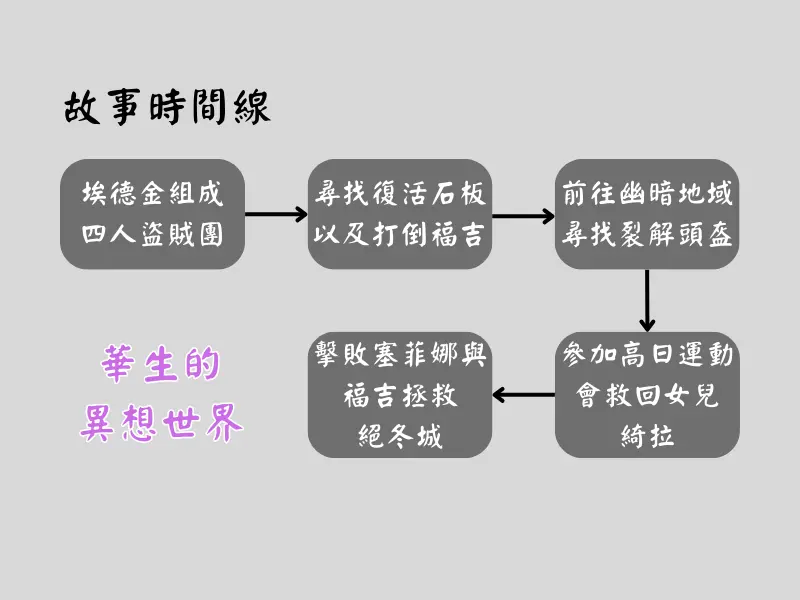 故事時間線
埃德金組成
四人盜賊團
尋找復活石板
以及打倒福吉
前往幽暗地域
尋找裂解頭盔
參加高日運動
會救回女兒
綺拉
擊敗塞菲娜與
福吉拯救
絕冬城
華生的
異想世界